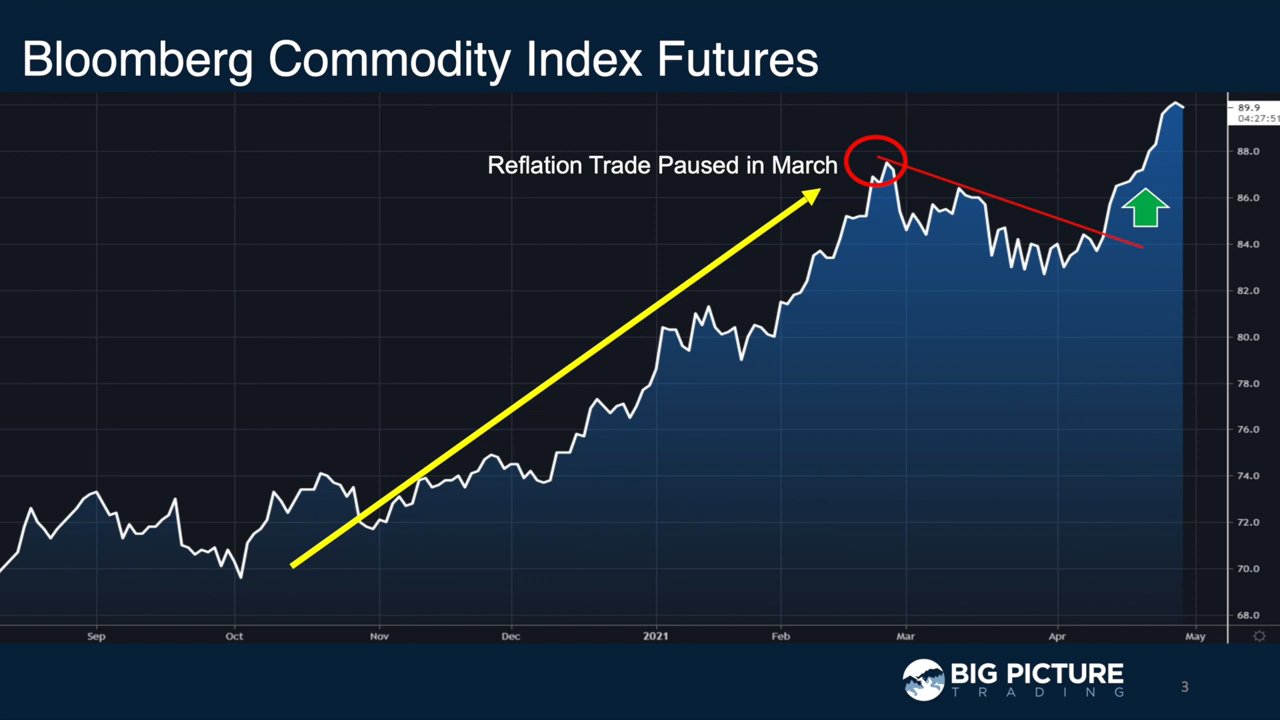 Bloomberg Commodity Index Futures
89.9
04:27:51
Reflation Trade Paused in March
88.0
86.0
84.0
82.0
80.0
78.0
76.0
74.0
72.0
70.0
68.0
Sep Oct Nov Dec 2021 Feb Mar Apr May
BIG PICTURE
TRADING
3